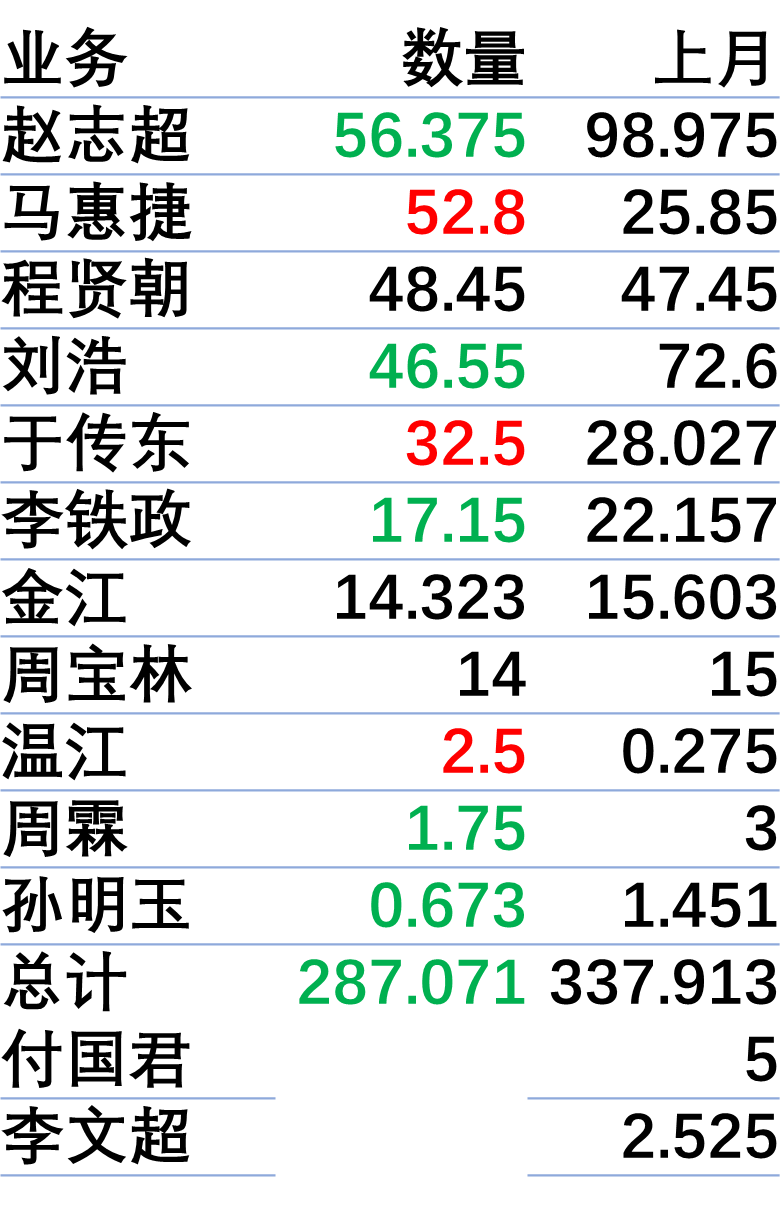 业务 数量 上月
赵志超 56.375 98.975
马惠捷 52.8 25.85
程贤朝 48.45 47.45
刘浩 46.55 72.6
于传东 32.5 28.027
李铁政 17.15 22.157
金江 14.323 15.603
周宝林 14 15
温江 2.5 0.275
周霖 1.75 3
孙明玉 0.673 1.451
总计 287.071 337.913
付国君 5
李文超 2.525